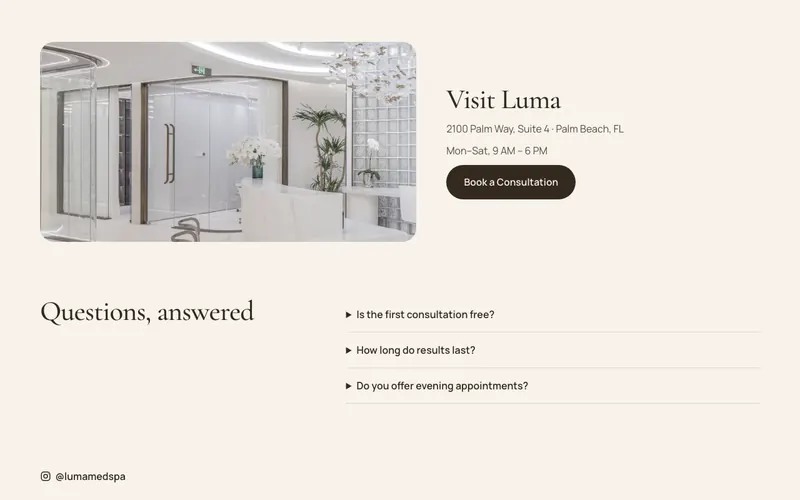 Visit Luma
2100 Palm Way, Suite 4 · Palm Beach, FL
Mon–Sat, 9 AM – 6 PM
Book a Consultation
Questions, answered
Is the first consultation free?
How long do results last?
Do you offer evening appointments?
@lumamedspa